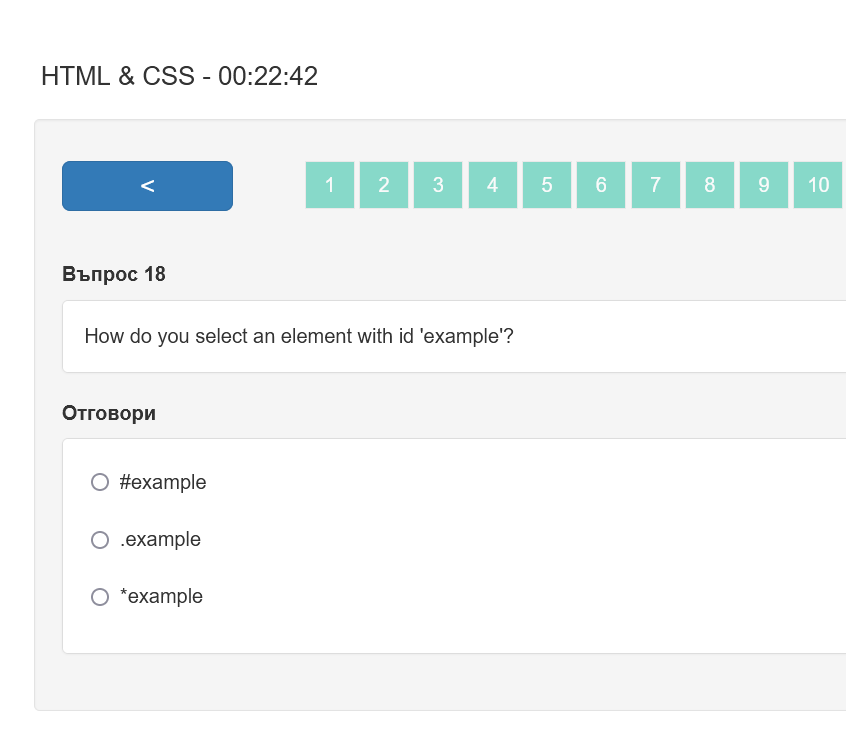 HTML & CSS - 00:22:42
< 1 2 3 4 5 6 7 8 9 10
Въпрос 18
How do you select an element with id 'example'?
Отговори
#example
.example
*example